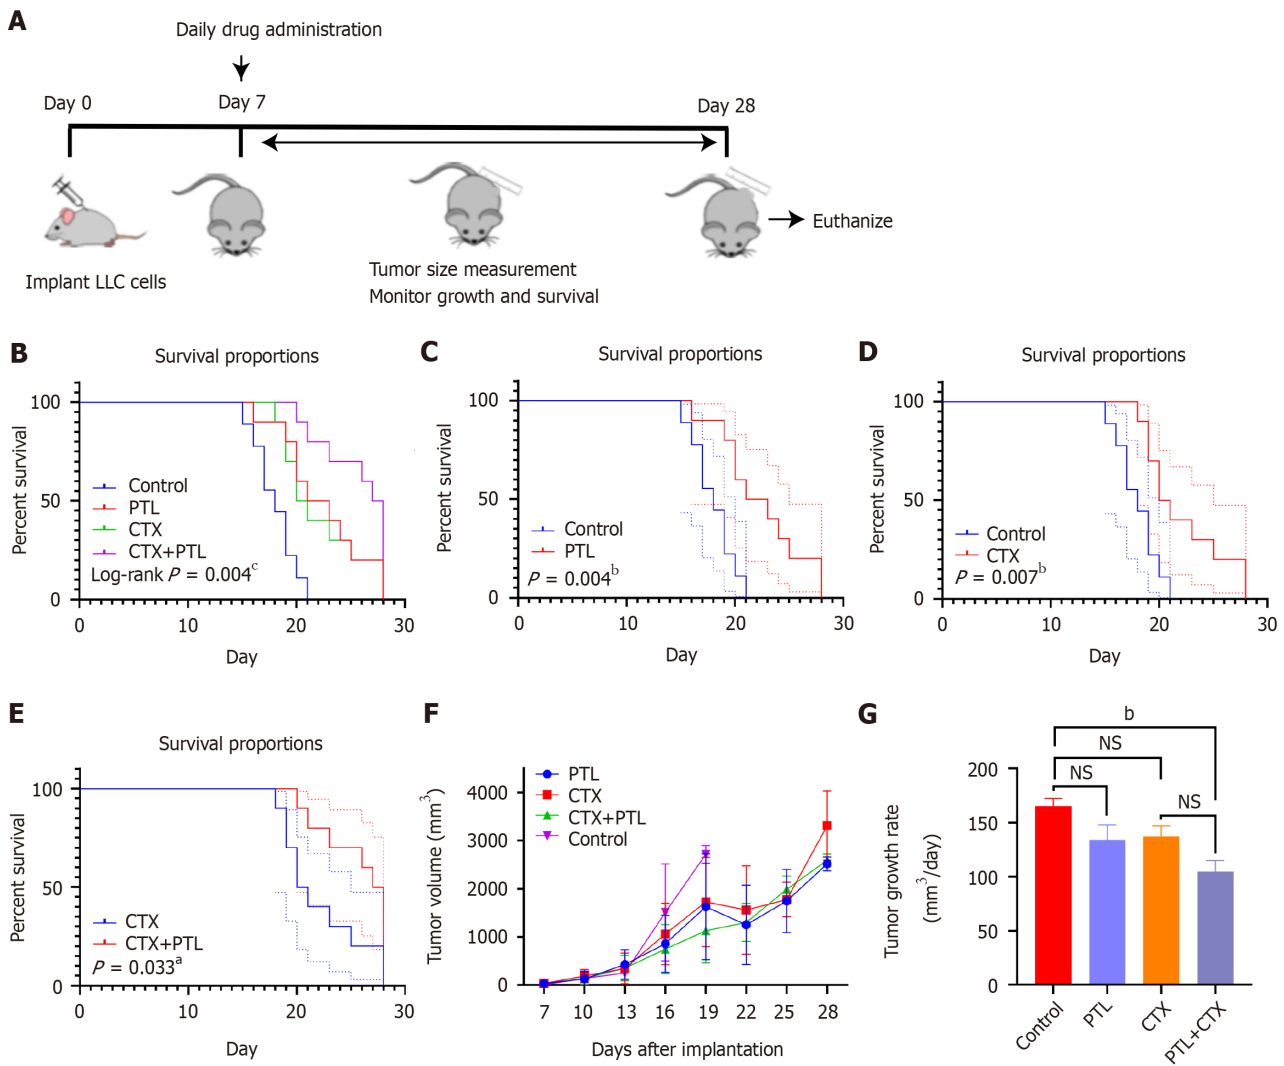 A
Daily drug administration
Day 0
Day 7
Day 28
Euthanize
Implant LLC cells
Tumor size measurement
Monitor growth and survival
B
Survival proportions
Percent survival
100
50
0
Control
PTL
CTX
CTX+PTL
Log-rank P = 0.004c
0 10 20 30
Day
C
Survival proportions
Percent survival
100
50
0
Control
PTL
P = 0.004b
0 10 20 30
Day
D
Survival proportions
Percent survival
100
50
0
Control
CTX
P = 0.007b
0 10 20 30
Day
E
Survival proportions
Percent survival
100
50
0
CTX
CTX+PTL
P = 0.033a
0 10 20 30
Day
F
Tumor volume (mm3)
4000
3000
2000
1000
0
PTL
CTX
CTX+PTL
Control
7 10 13 16 19 22 25 28
Days after implantation
G
b
NS
NS
NS
Tumor growth rate
(mm3/day)
200
150
100
50
0
Control
PTL
CTX
PTL+CTX